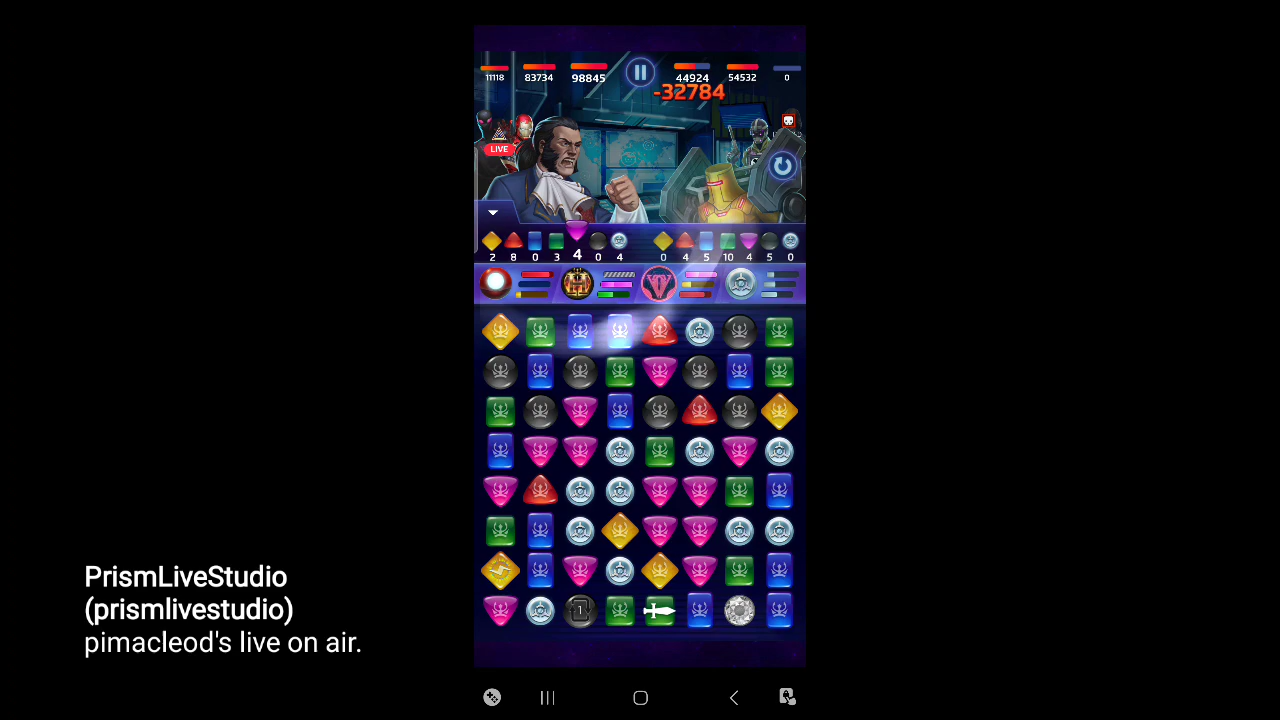 11118 83734 98845 44924 54532 0
-32784
LIVE
2 8 0 3 4 0 4 0 4 5 10 4 5 0
1
PrismLiveStudio
(prismlivestudio)
pimacleod's live on air.